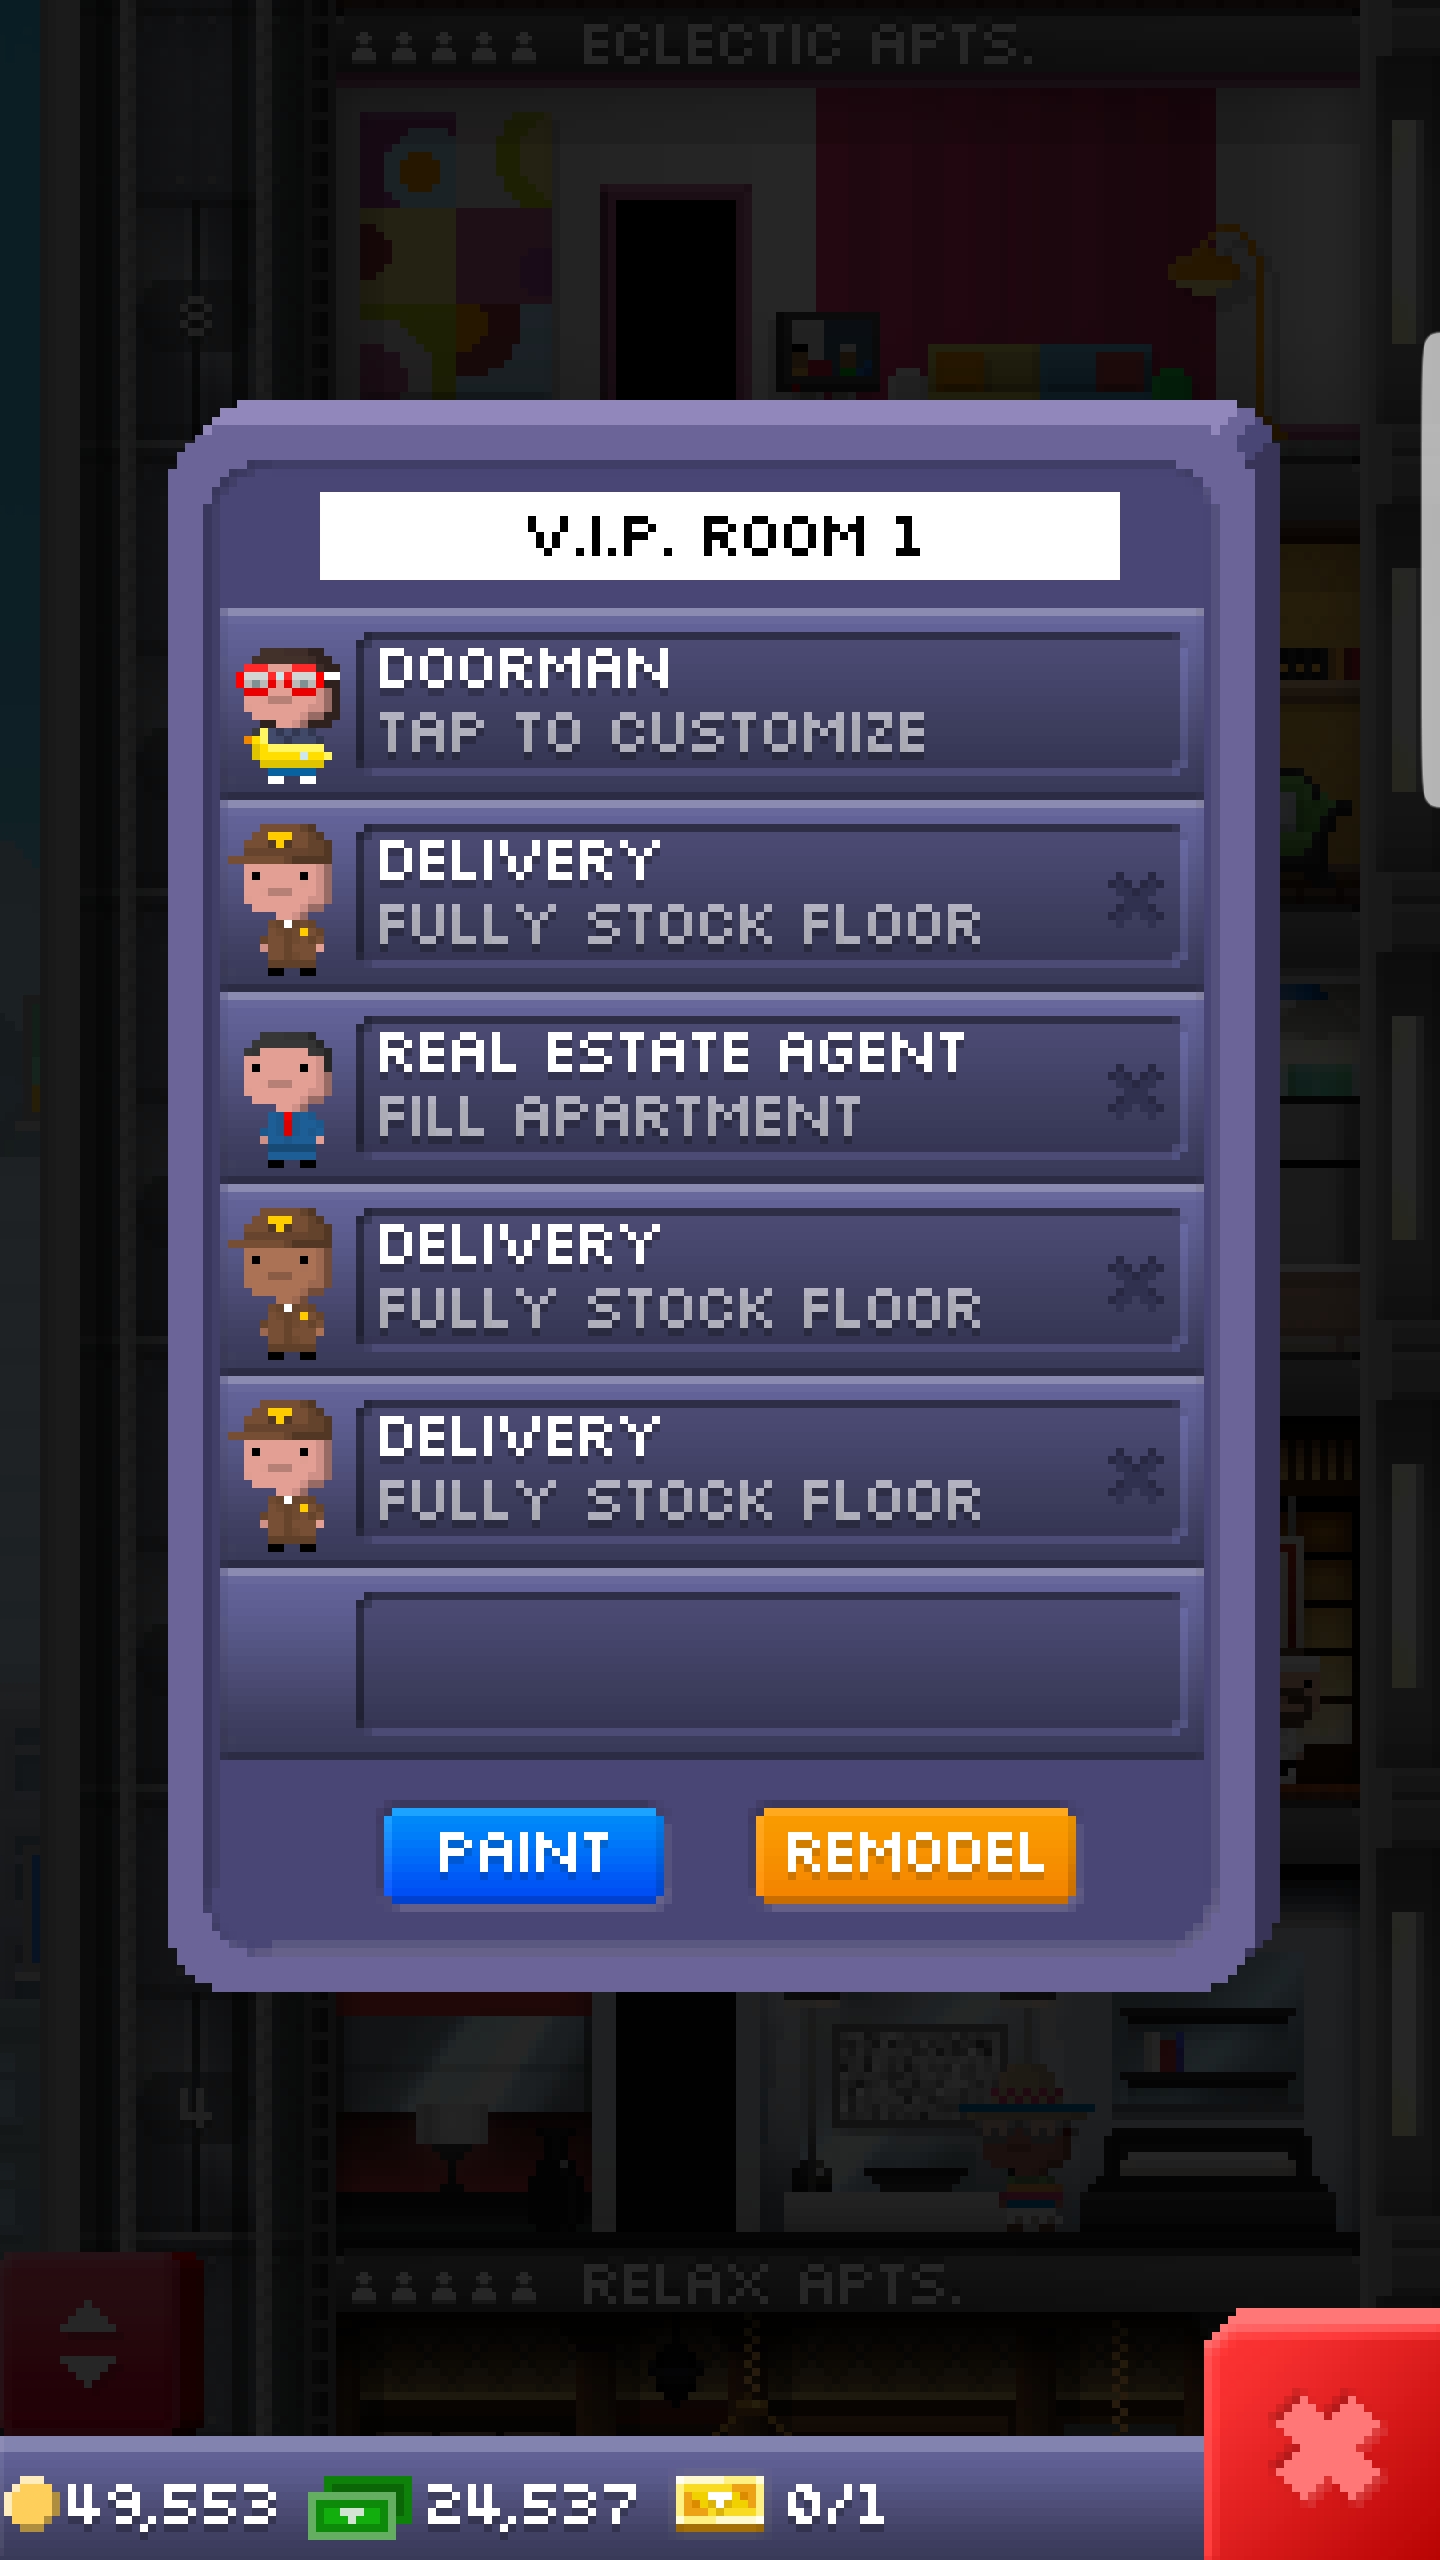 ECLECTIC APTS.
8
V.I.P. ROOM 1
DOORMAN
TAP TO CUSTOMIZE
DELIVERY
FULLY STOCK FLOOR
REAL ESTATE AGENT
FILL APARTMENT
DELIVERY
FULLY STOCK FLOOR
DELIVERY
FULLY STOCK FLOOR
PAINT
REMODEL
4
RELAX APTS.
49,553 24,537 0/1